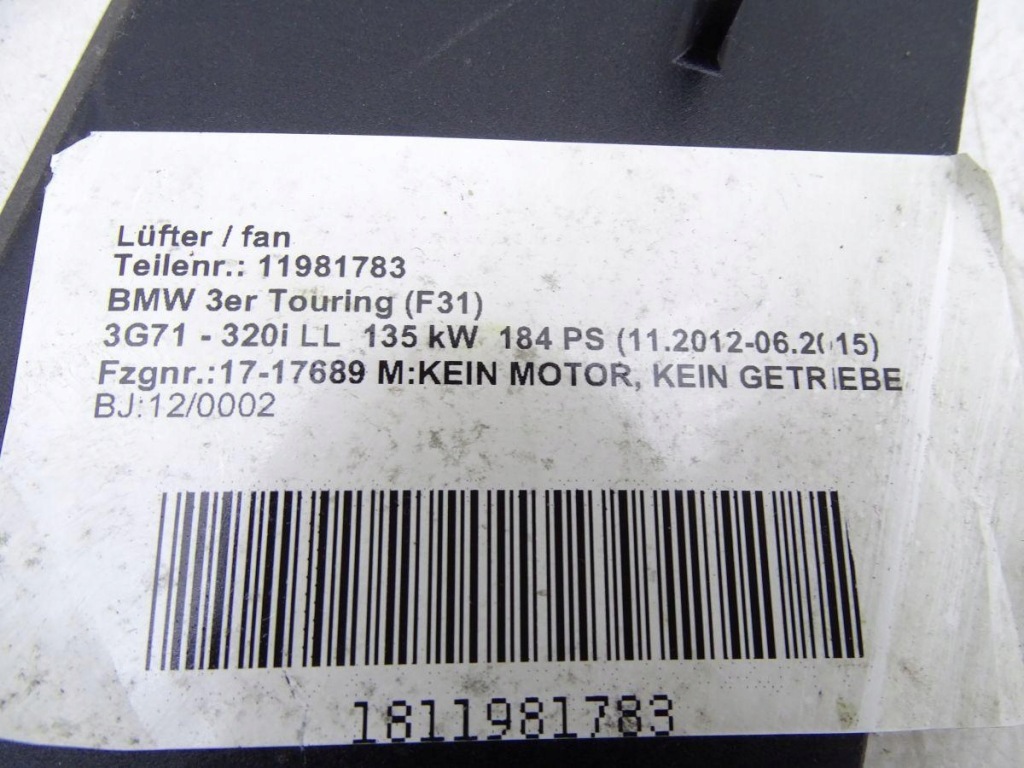 Lüfter / fan
Teilenr.: 11981783
BMW 3er Touring (F31)
3G71 - 320i LL 135 kW 184 PS (11.2012-06.2015)
Fzgnr.:17-17689 M:KEIN MOTOR, KEIN GETRIEBE
BJ:12/0002
1811981783